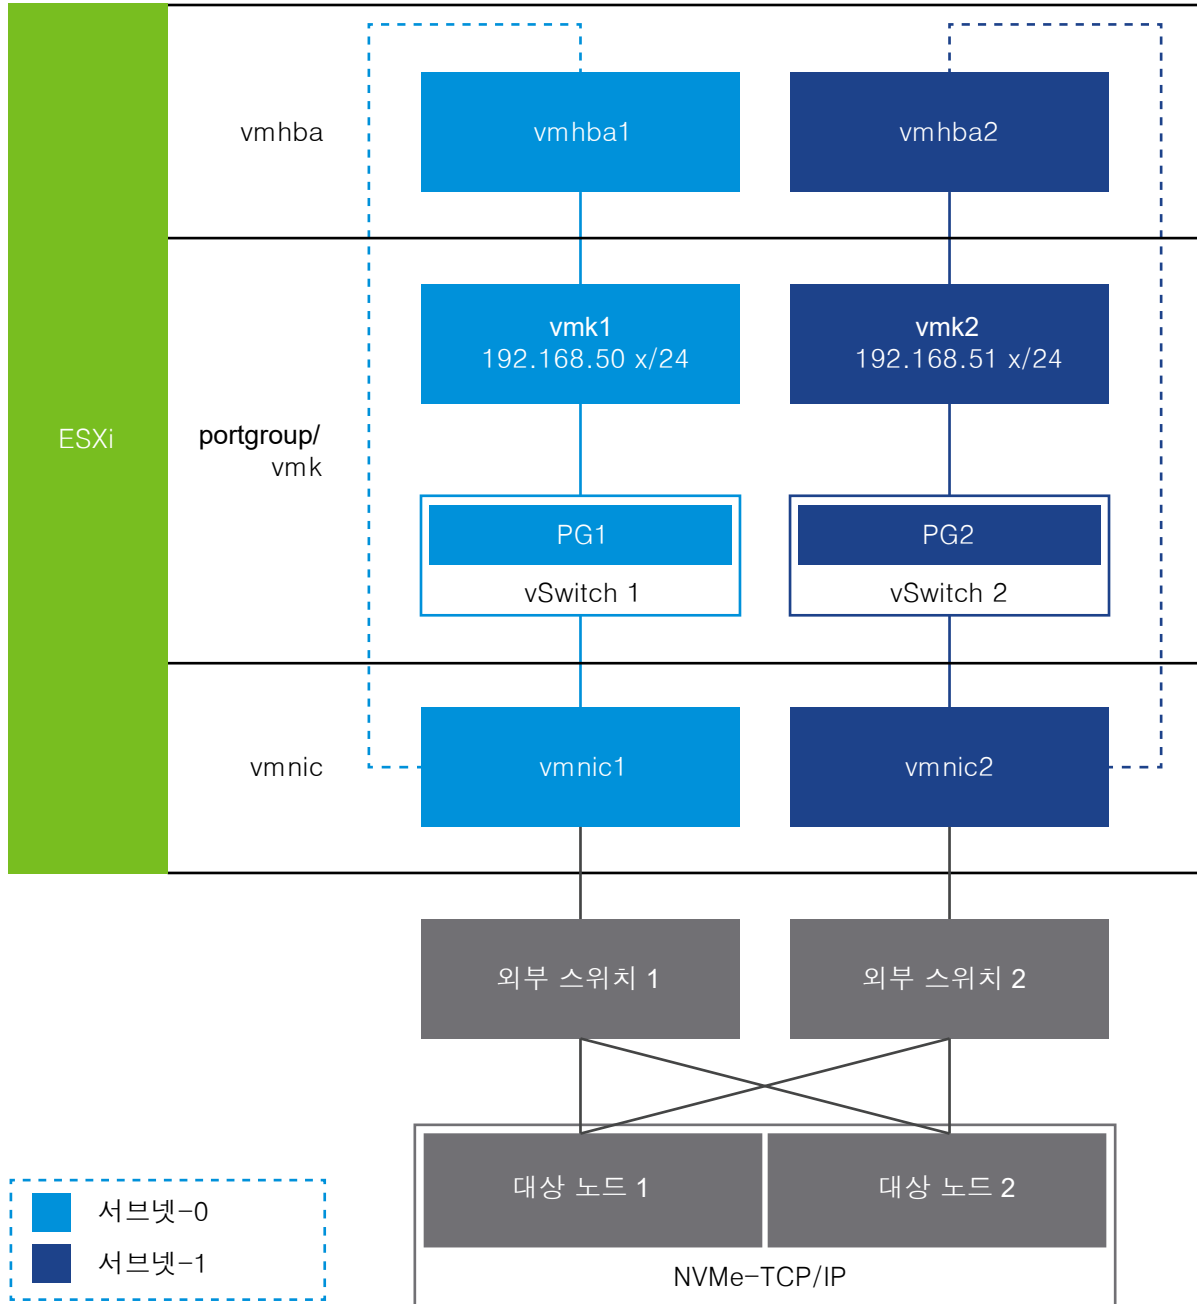 ESXi
vmhba
vmhba1
vmhba2
portgroup/
vmk
vmk1
192.168.50 x/24
vmk2
192.168.51 x/24
PG1
vSwitch 1
PG2
vSwitch 2
vmnic
vmnic1
vmnic2
외부 스위치 1
외부 스위치 2
대상 노드 1
대상 노드 2
NVMe-TCP/IP
서브넷-0
서브넷-1